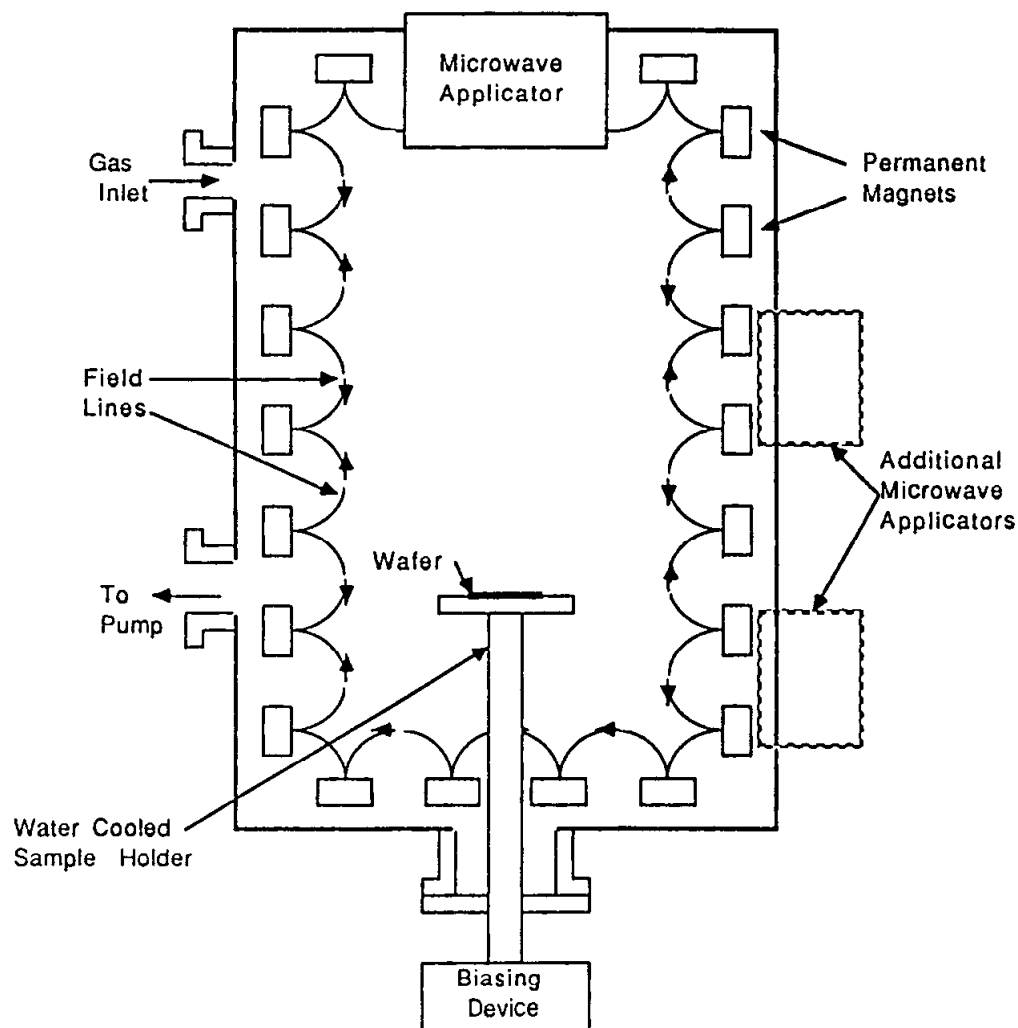 Microwave
Applicator
Gas
Inlet
Permanent
Magnets
Field
Lines
Additional
Microwave
Applicators
Wafer
To
Pump
Water Cooled
Sample Holder
Biasing
Device